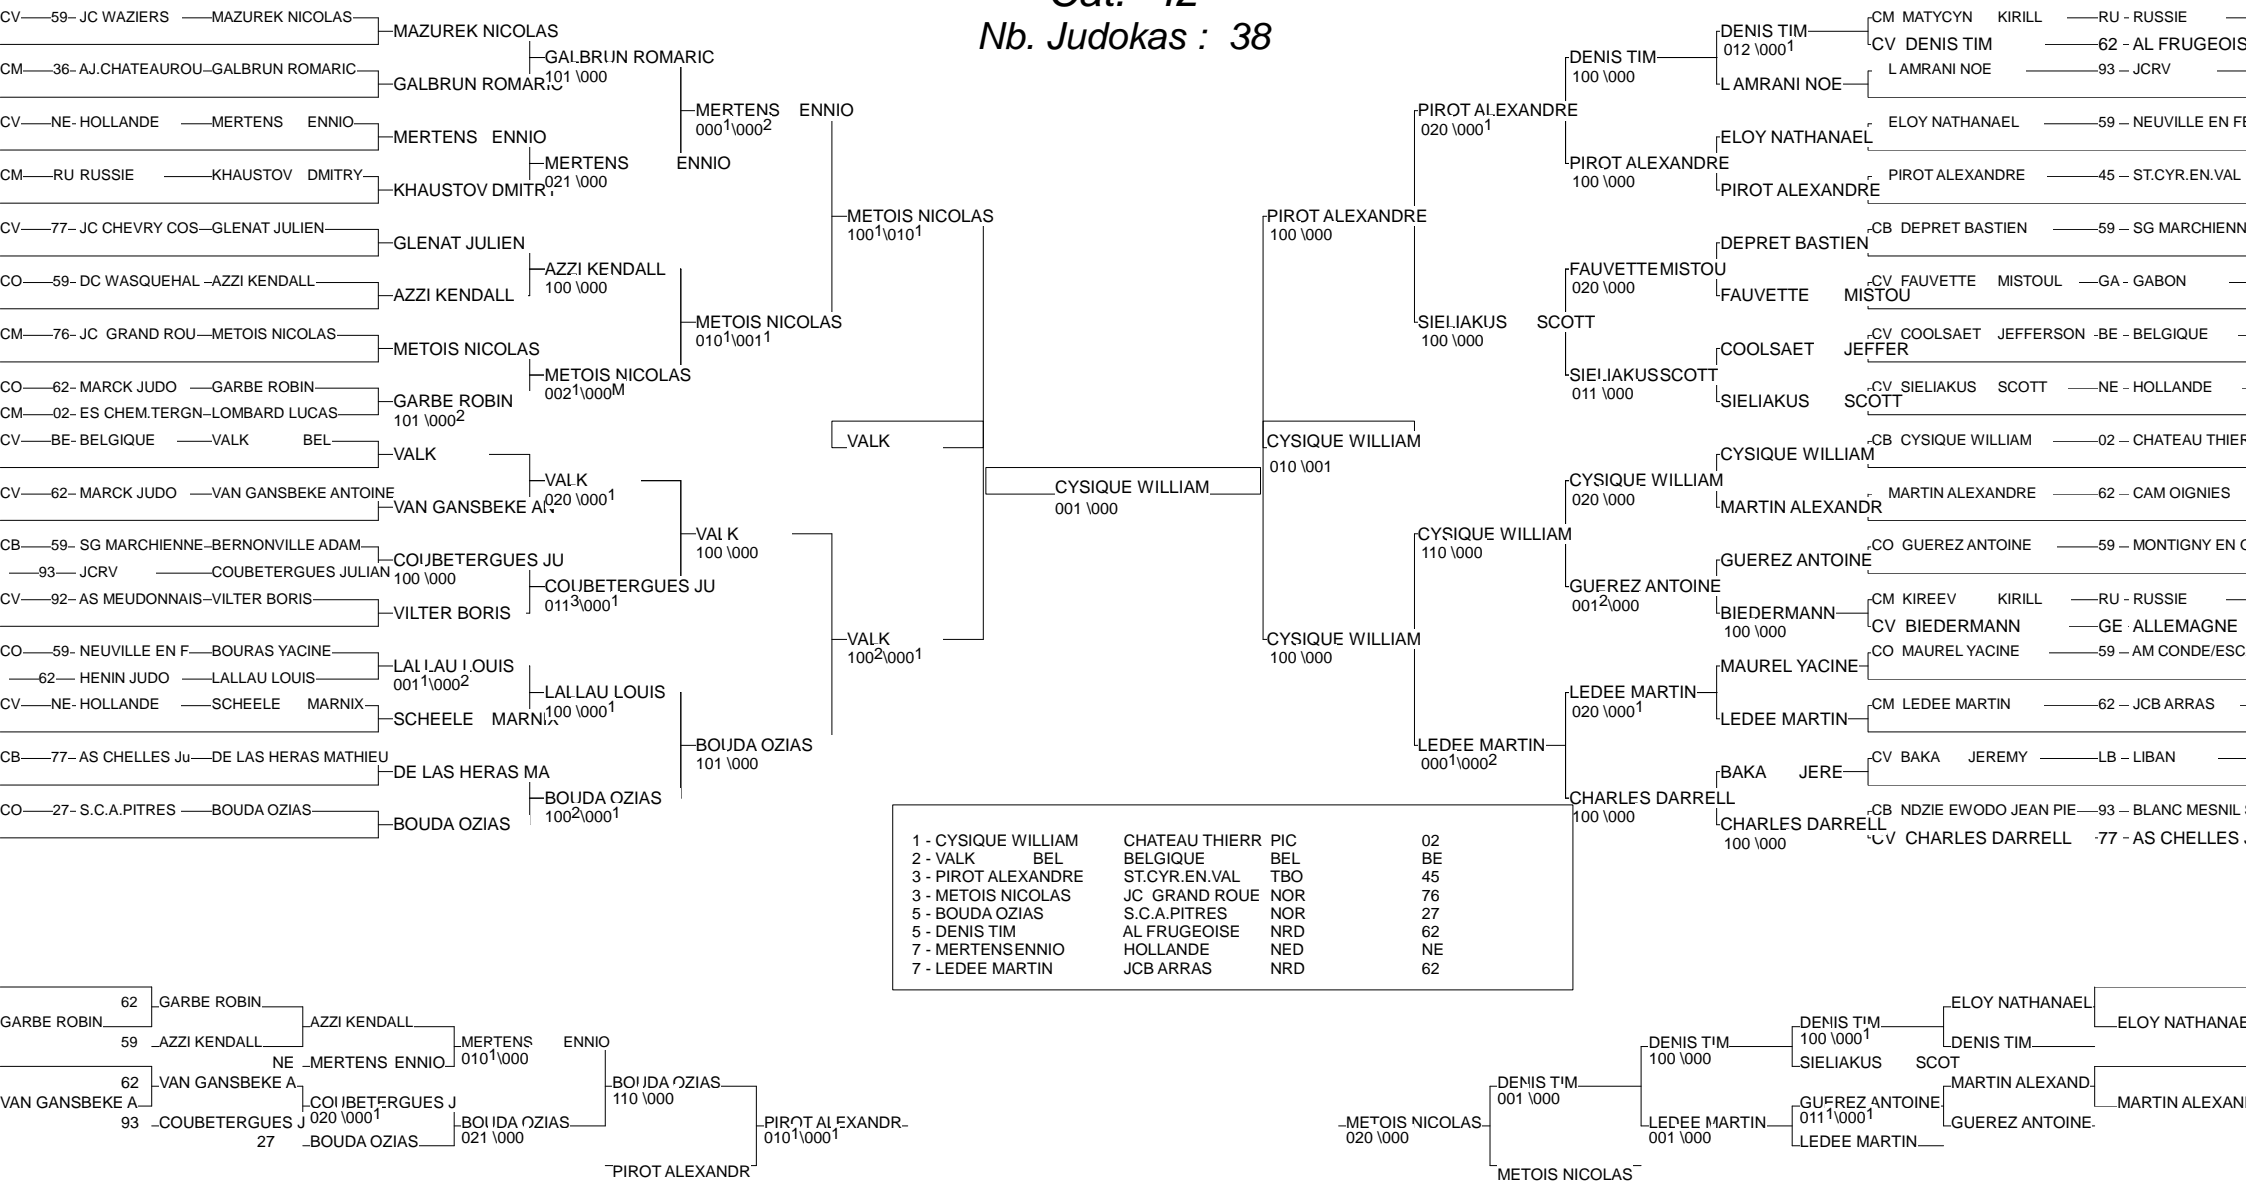 Nb. Judokas : 38
CV 59- JC WAZIERS MAZUREK NICOLAS
CM 36- AJ.CHATEAUROU GALBRUN ROMARIC
CV NE- HOLLANDE MERTENS ENNIO
CM RU RUSSIE KHAUSTOV DMITRY
CV 77- JC CHEVRY COS GLENAT JULIEN
CO 59- DC WASQUEHAL AZZI KENDALL
CM 76- JC GRAND ROU METOIS NICOLAS
CO 62- MARCK JUDO GARBE ROBIN
CM 02- ES CHEM.TERGN LOMBARD LUCAS
CV BE- BELGIQUE VALK BEL
CV 62- MARCK JUDO VAN GANSBEKE ANTOINE
CB 59- SG MARCHIENNE BERNONVILLE ADAM
93 JCRV COUBETERGUES JULIAN
CV 92- AS MEUDONNAIS VILTER BORIS
CO 59- NEUVILLE EN F BOURAS YACINE
62- HENIN JUDO LALLAU LOUIS
CV NE- HOLLANDE SCHEELE MARNIX
CB 77- AS CHELLES Ju DE LAS HERAS MATHIEU
CO 27- S.C.A.PITRES BOUDA OZIAS
MAZUREK NICOLAS
GALBRUN ROMARIC
MERTENS ENNIO
KHAUSTOV DMITR
GLENAT JULIEN
AZZI KENDALL
METOIS NICOLAS
GARBE ROBIN
101 \0002
VALK
VAN GANSBEKE AN
COUBETERGUES JU
100 \000
VILTER BORIS
LALLAU LOUIS
0011\0002
SCHEELE MARNIX
DE LAS HERAS MA
BOUDA OZIAS
GALBRUN ROMARIC
101 \000
MERTENS ENNIO
021 \000
AZZI KENDALL
100 \000
METOIS NICOLAS
0021\000M
VALK
020 \0001
COUBETERGUES JU
0113\0001
LALLAU LOUIS
100 \0001
BOUDA OZIAS
1002\0001
MERTENS ENNIO
0001\0002
METOIS NICOLAS
0101\0011
VALK
100 \000
BOUDA OZIAS
101 \000
METOIS NICOLAS
1001\0101
VALK
1002\0001
VALK
CYSIQUE WILLIAM
001 \000
CYSIQUE WILLIAM
010 \001
PIROT ALEXANDRE
100 \000
CYSIQUE WILLIAM
100 \000
PIROT ALEXANDRE
020 \0001
SIELIAKUS SCOTT
100 \000
CYSIQUE WILLIAM
110 \000
LEDEE MARTIN
0001\0002
DENIS TIM
100 \000
PIROT ALEXANDRE
100 \000
FAUVETTE MISTOU
020 \000
SIELIAKUS SCOTT
011 \000
CYSIQUE WILLIAM
020 \000
GUEREZ ANTOINE
0012\000
LEDEE MARTIN
020 \0001
CHARLES DARRELL
100 \000
DENIS TIM
012 \0001
LAMRANI NOE
ELOY NATHANAEL
PIROT ALEXANDRE
DEPRET BASTIEN
FAUVETTE MISTOU
COOLSAET JEFFER
SIELIAKUS SCOTT
CYSIQUE WILLIAM
MARTIN ALEXANDR
GUEREZ ANTOINE
BIEDERMANN
100 \000
MAUREL YACINE
LEDEE MARTIN
BAKA JERE
CHARLES DARRELL
100 \000
CM MATYCYN KIRILL RU - RUSSIE
CV DENIS TIM 62 - AL FRUGEOIS
LAMRANI NOE 93 - JCRV
ELOY NATHANAEL 59 - NEUVILLE EN
PIROT ALEXANDRE 45 - ST.CYR.EN.VAL
CB DEPRET BASTIEN 59 - SG MARCHIENN
CV FAUVETTE MISTOUL GA - GABON
CV COOLSAET JEFFERSON BE - BELGIQUE
CV SIELIAKUS SCOTT NE - HOLLANDE
CB CYSIQUE WILLIAM 02 - CHATEAU THIER
MARTIN ALEXANDRE 62 - CAM OIGNIES
CO GUEREZ ANTOINE 59 - MONTIGNY EN
CM KIREEV KIRILL RU - RUSSIE
CV BIEDERMANN GE - ALLEMAGNE
CO MAUREL YACINE 59 - AM CONDE/ESC
CM LEDEE MARTIN 62 - JCB ARRAS
CV BAKA JEREMY LB - LIBAN
CB NDZIE EWODO JEAN PIE 93 - BLANC MESNIL
CV CHARLES DARRELL 77 - AS CHELLES
1 - CYSIQUE WILLIAM CHATEAU THIERR PIC 02
2 - VALK BEL BELGIQUE BEL BE
3 - PIROT ALEXANDRE ST.CYR.EN.VAL TBO 45
3 - METOIS NICOLAS JC GRAND ROUE NOR 76
5 - BOUDA OZIAS S.C.A.PITRES NOR 27
5 - DENIS TIM AL FRUGEOISE NRD 62
7 - MERTENS ENNIO HOLLANDE NED NE
7 - LEDEE MARTIN JCB ARRAS NRD 62
GARBE ROBIN
VAN GANSBEKE A
62 GARBE ROBIN
59 AZZI KENDALL
62 VAN GANSBEKE A
93 COUBETERGUES J
AZZI KENDALL
NE MERTENS ENNIO
COUBETERGUES J
020 \0001
27 BOUDA OZIAS
MERTENS ENNIO
0101\000
BOUDA OZIAS
021 \000
BOUDA OZIAS
110 \000
PIROT ALEXANDR
PIROT ALEXANDR
0101\0001
METOIS NICOLAS
020 \000
DENIS TIM
001 \000
METOIS NICOLAS
DENIS TIM
100 \000
LEDEE MARTIN
001 \000
DENIS TIM
100 \0001
SIELIAKUS SCOT
GUEREZ ANTOINE
0111\0001
LEDEE MARTIN
ELOY NATHANAEL
DENIS TIM
MARTIN ALEXAND
GUEREZ ANTOINE
ELOY NATHANAE
MARTIN ALEXAN